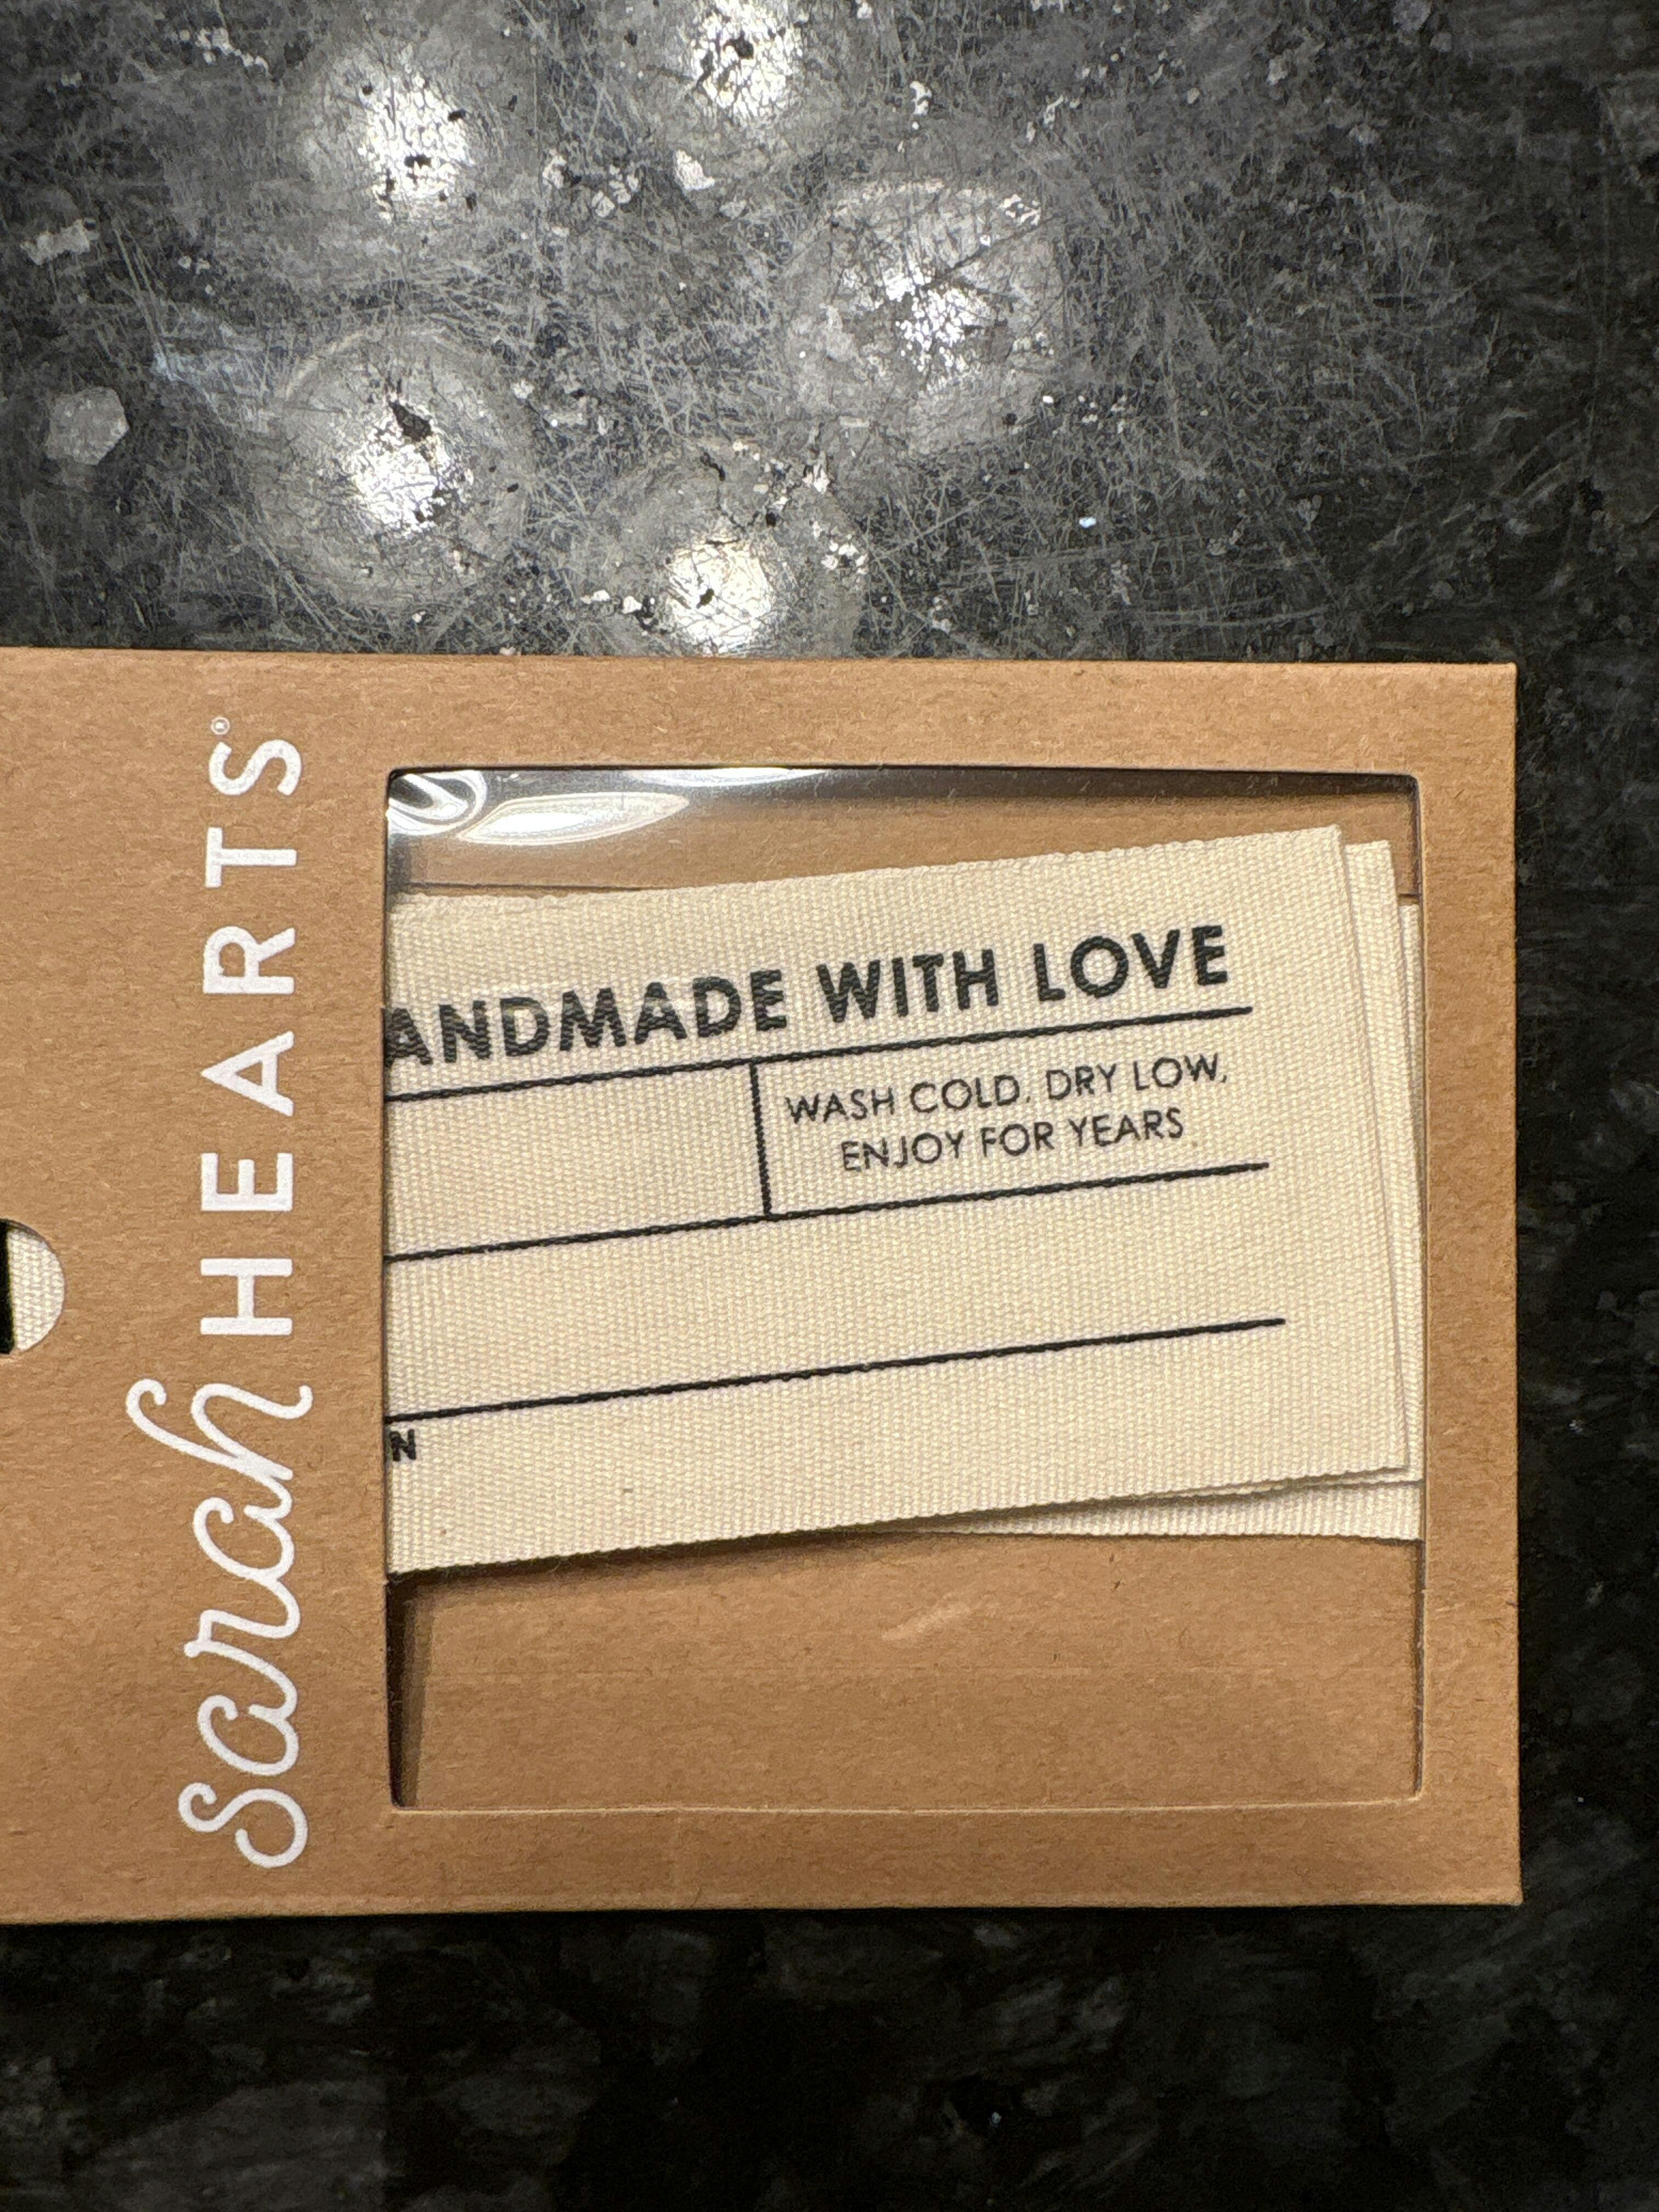 sarah HEARTS®
ANDMADE WITH LOVE
WASH COLD. DRY LOW,
ENJOY FOR YEARS
N